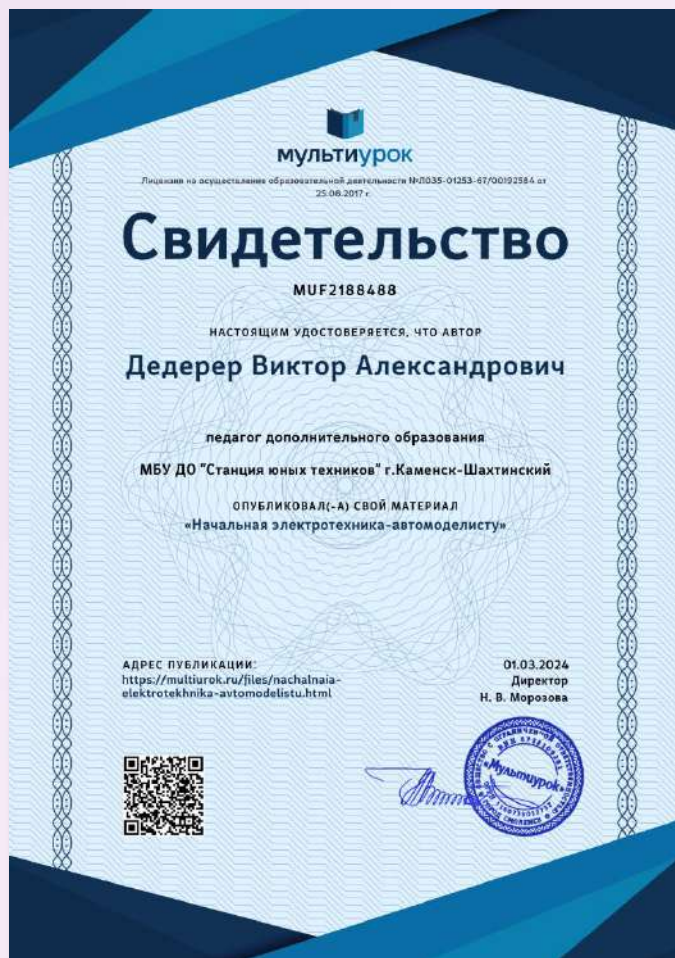 мультиурок
Лицензия на осуществление образовательной деятельности №Л035-01253-67/00192584 от
25.08.2017 г.
Свидетельство
MUF2188488
НАСТОЯЩИМ УДОСТОВЕРЯЕТСЯ, ЧТО АВТОР
Дедерер Виктор Александрович
педагог дополнительного образования
МБУ ДО "Станция юных техников" г.Каменск-Шахтинский
ОПУБЛИКОВАЛ(-А) СВОЙ МАТЕРИАЛ
«Начальная электротехника-автомоделисту»
АДРЕС ПУБЛИКАЦИИ:
https://multiurok.ru/files/nachalnaia-
elektrotekhnika-avtomodelistu.html
01.03.2024
Директор
Н. В. Морозова
«Мультиурок»